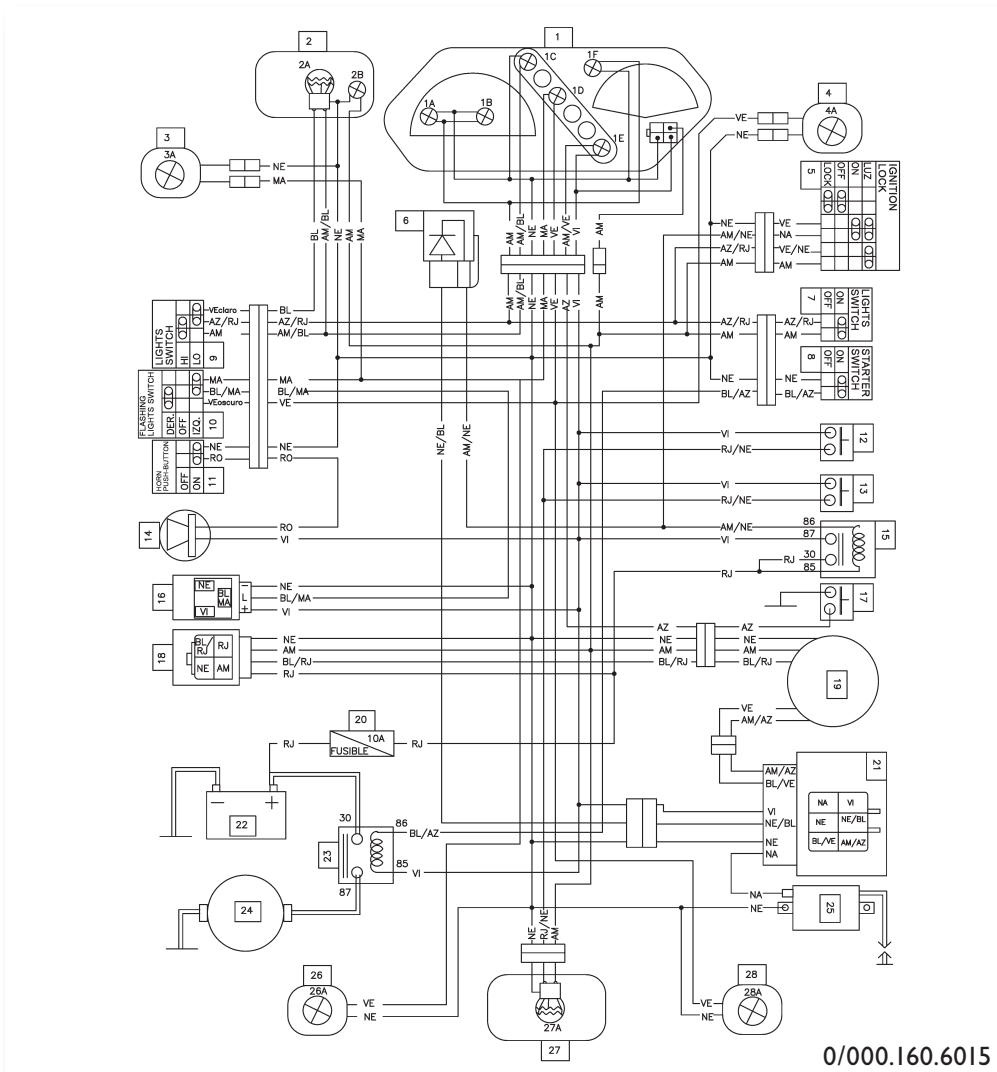 1
2
1C
1F
2A
2B
1D
4
1A
1B
4A
VE
3
NE
1E
3A
NE
MA
5
LOCK
OFF
ON
LUZ
IGNITION LOCK
6
BL
AM/BL
NE
AM
MA
AM
AM/BL
NE
MA
VE
AM/VE
VI
AM
NE
VE
AM/NE
NA
AZ/RJ
VE/NE
AM
AM
AM
AM/BL
NE
MA
VE
AZ
VI
AM
7
OFF
ON
LIGHTS SWITCH
LIGHTS SWITCH
HI
LO
9
VEclaro
BL
AZ/RJ
AZ/RJ
AM
AM/BL
AZ/RJ
AZ/RJ
AM
AM
8
OFF
ON
STARTER SWITCH
FLASHING LIGHTS SWITCH
DER.
OFF
IZQ.
10
MA
MA
BL/MA
BL/MA
VEoscuro
VE
NE
NE
BL/AZ
BL/AZ
HORN PUSH-BUTTON
OFF
ON
11
NE
NE
RO
RO
NE/BL
AM/NE
VI
RJ/NE
12
VI
RJ/NE
13
14
RO
VI
AM/NE
86
VI
87
15
RJ
30
RJ
85
16
NE
BL MA
VI
–
L
+
NE
BL/MA
VI
17
18
BL/RJ
RJ
NE
AM
NE
AM
BL/RJ
RJ
AZ
AZ
NE
NE
AM
AM
BL/RJ
BL/RJ
19
20
RJ
10A
FUSIBLE
RJ
VE
AM/AZ
21
AM/AZ
BL/VE
VI
NE/BL
NE
NA
NA
VI
NE
NE/BL
BL/VE
AM/AZ
–
+
22
30
86
BL/AZ
23
85
VI
87
24
NA
NE
25
NE
RJ/NE
AM
26
26A
VE
NE
28
28A
VE
NE
27A
27
0/000.160.6015